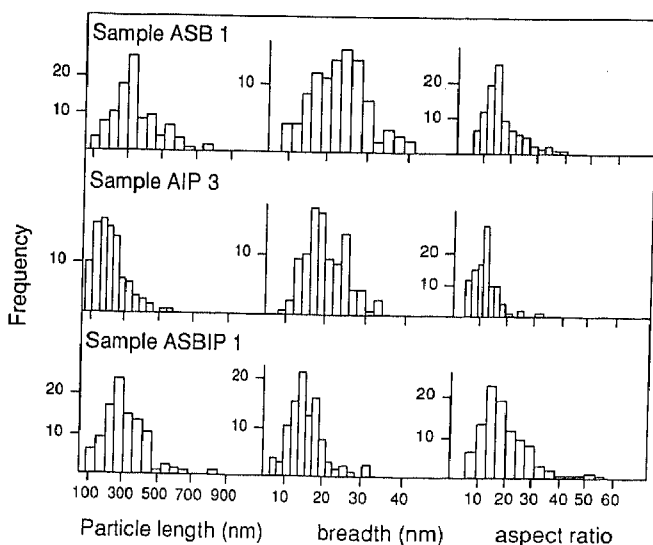 Sample ASB 1
20
10
10
20
10
Sample AIP 3
10
10
20
10
Sample ASBIP 1
20
10
20
10
20
10
Frequency
100 300 500 700 900
10 20 30 40
10 20 30 40 50 60
Particle length (nm)
breadth (nm)
aspect ratio